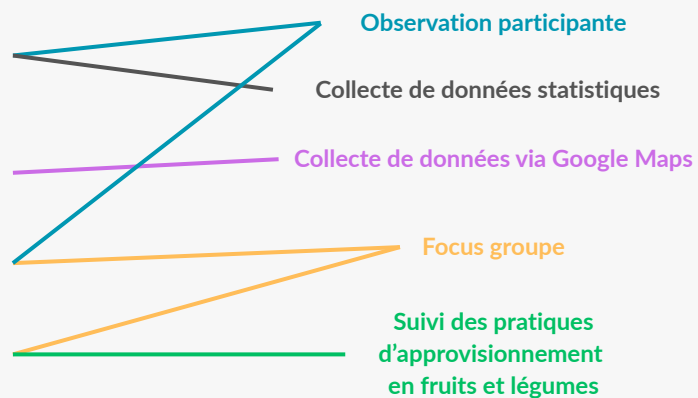 Observation participante
Collecte de données statistiques
Collecte de données via Google Maps
Focus groupe
Suivi des pratiques
d'approvisionnement
en fruits et légumes